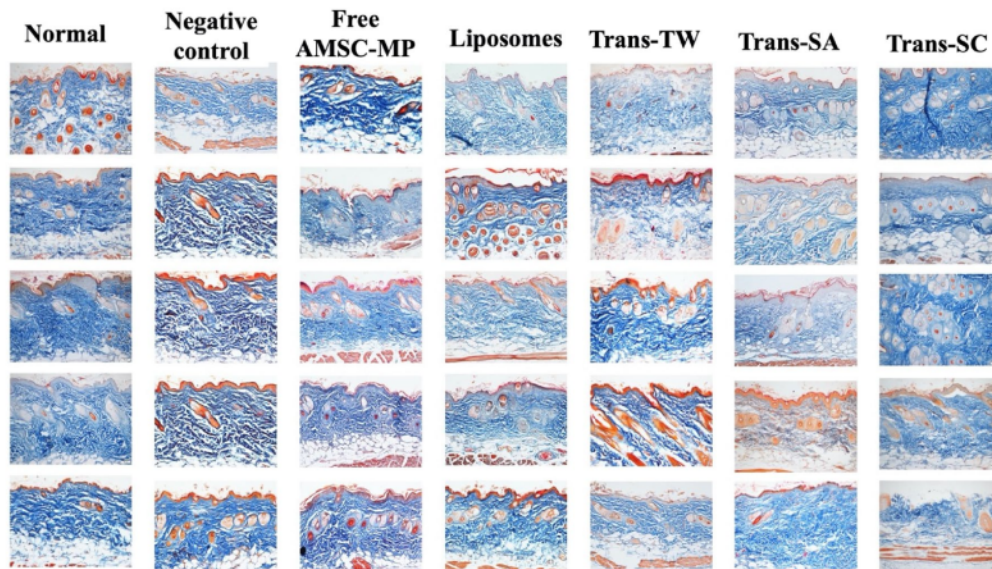 Normal
Negative
control
Free
AMSC-MP
Liposomes
Trans-TW
Trans-SA
Trans-SC